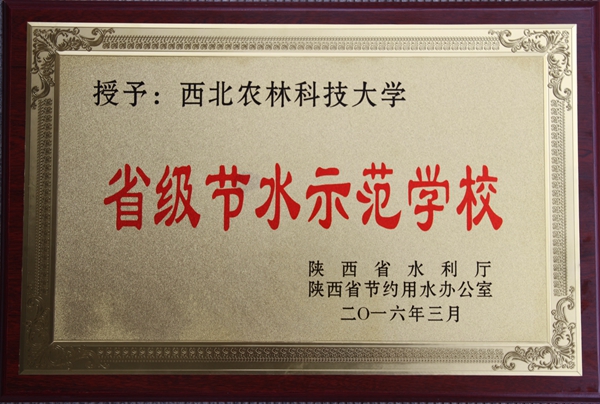 授予：西北农林科技大学
省级节水示范学校
陕西省水利厅
陕西省节约用水办公室
二〇一六年三月